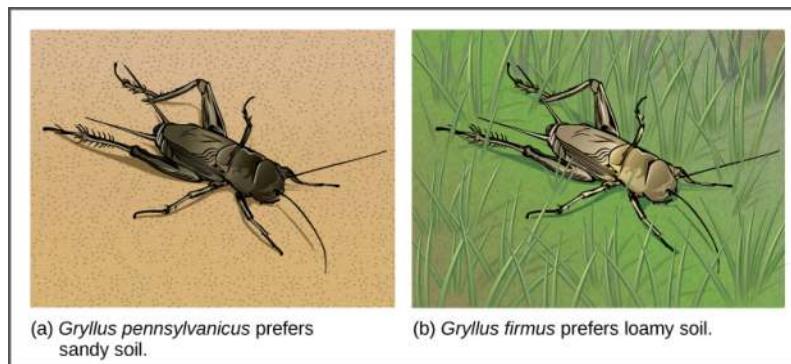 (a) Gryllus pennsylvanicus prefers
sandy soil.
(b) Gryllus firmus prefers loamy soil.